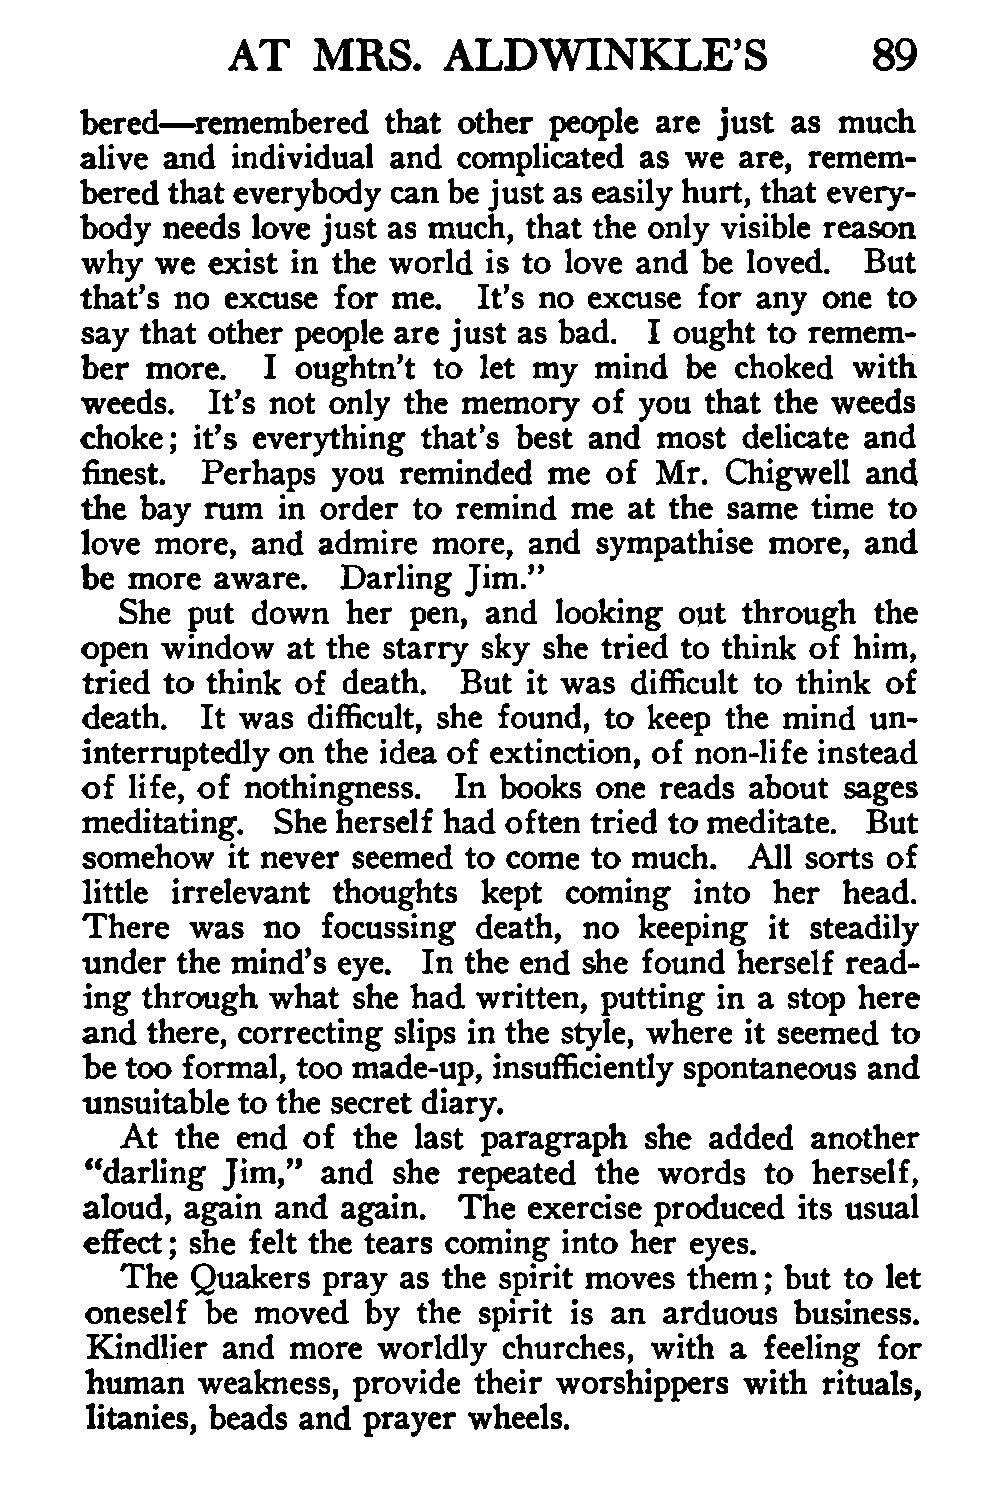 AT MRS. ALDWINKLE'S 89
bered—remembered that other people are just as much
alive and individual and complicated as we are, remem-
bered that everybody can be just as easily hurt, that every-
body needs love just as much, that the only visible reason
why we exist in the world is to love and be loved. But
that's no excuse for me. It's no excuse for any one to
say that other people are just as bad. I ought to remem-
ber more. I oughtn't to let my mind be choked with
weeds. It's not only the memory of you that the weeds
choke; it's everything that's best and most delicate and
finest. Perhaps you reminded me of Mr. Chigwell and
the bay rum in order to remind me at the same time to
love more, and admire more, and sympathise more, and
be more aware. Darling Jim."
She put down her pen, and looking out through the
open window at the starry sky she tried to think of him,
tried to think of death. But it was difficult to think of
death. It was difficult, she found, to keep the mind un-
interruptedly on the idea of extinction, of non-life instead
of life, of nothingness. In books one reads about sages
meditating. She herself had often tried to meditate. But
somehow it never seemed to come to much. All sorts of
little irrelevant thoughts kept coming into her head.
There was no focussing death, no keeping it steadily
under the mind's eye. In the end she found herself read-
ing through what she had written, putting in a stop here
and there, correcting slips in the style, where it seemed to
be too formal, too made-up, insufficiently spontaneous and
unsuitable to the secret diary.
At the end of the last paragraph she added another
"darling Jim," and she repeated the words to herself,
aloud, again and again. The exercise produced its usual
effect; she felt the tears coming into her eyes.
The Quakers pray as the spirit moves them; but to let
oneself be moved by the spirit is an arduous business.
Kindlier and more worldly churches, with a feeling for
human weakness, provide their worshippers with rituals,
litanies, beads and prayer wheels.